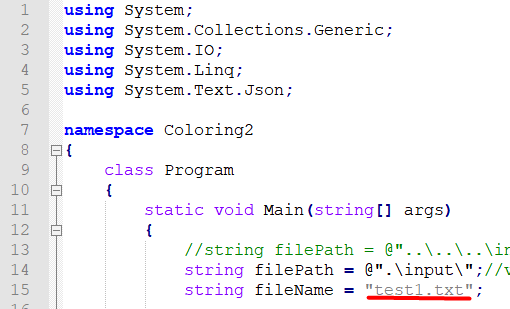 1 using System;
2 using System.Collections.Generic;
3 using System.IO;
4 using System.Linq;
5 using System.Text.Json;
6
7 namespace Coloring2
8 {
9 class Program
10 {
11 static void Main(string[] args)
12 {
13 //string filePath = @"..\..\..\in
14 string filePath = @".\input\";//v
15 string fileName = "test1.txt";